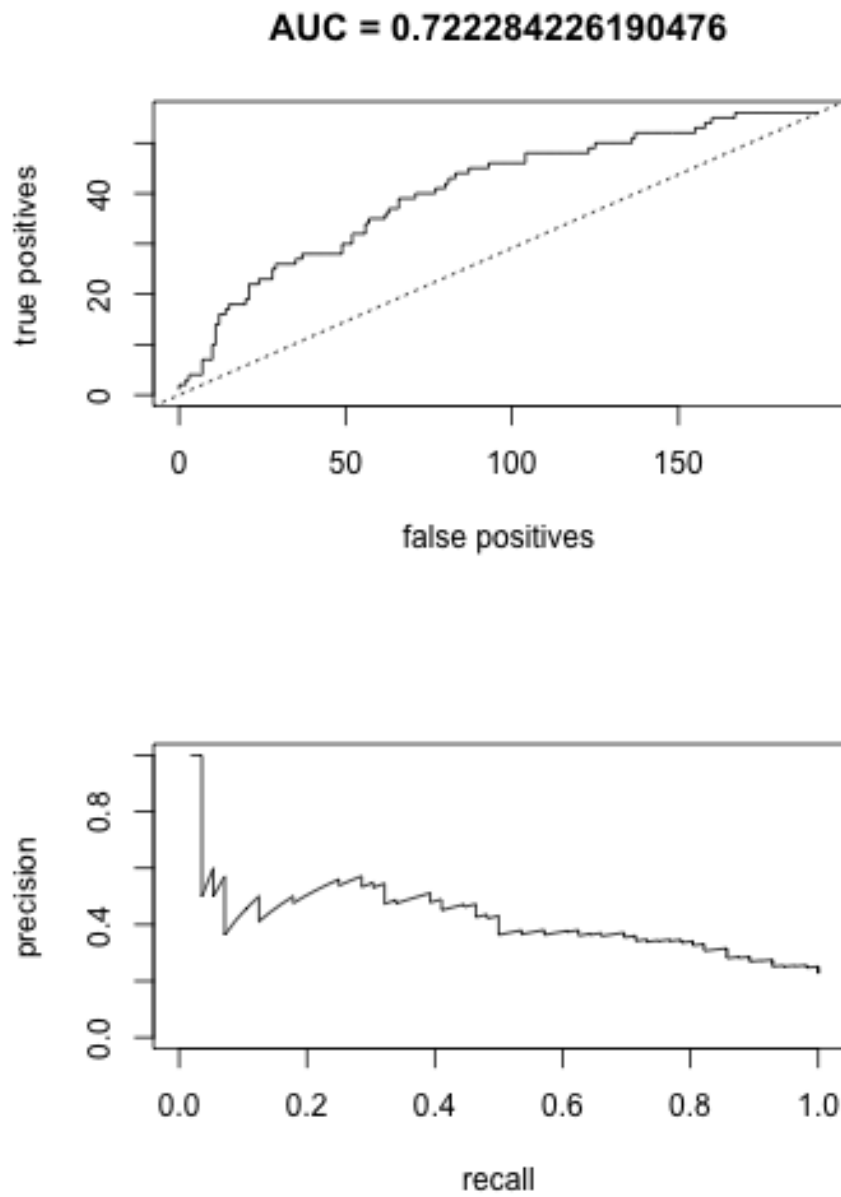 AUC = 0.722284226190476
true positives
40
20
0
0 50 100 150
false positives
precision
0.8
0.4
0.0
0.0 0.2 0.4 0.6 0.8 1.0
recall